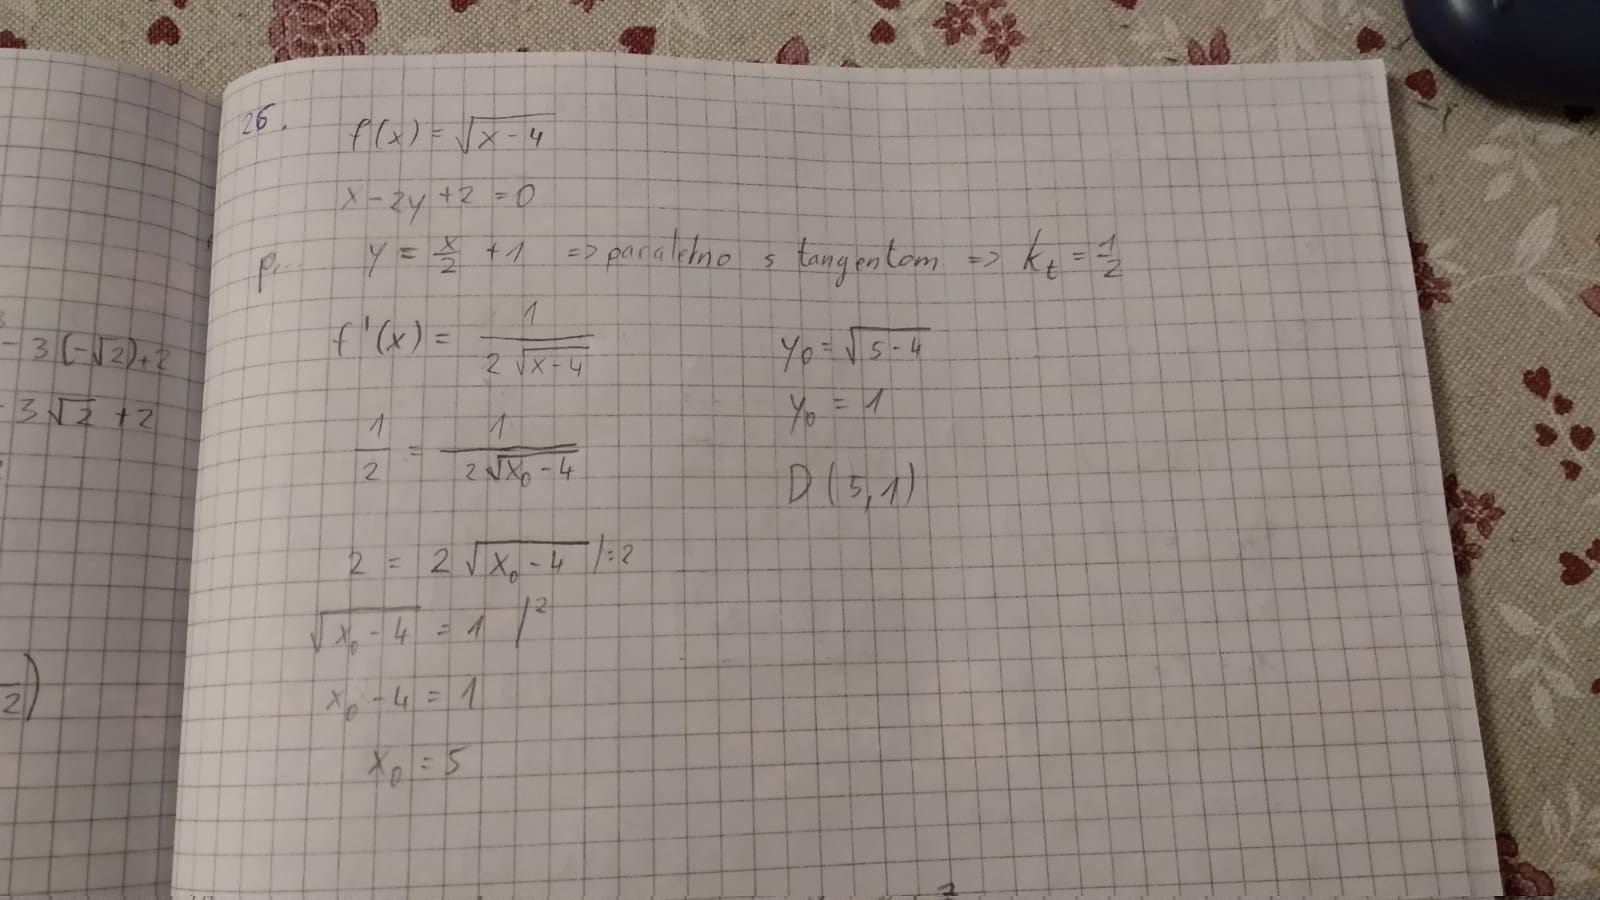 26.
f(x) = √(x-4)
x - 2y + 2 = 0
p... y = x/2 + 1 => paralelno s tangentom => k_t = 1/2
f'(x) = 1/(2√(x-4))
1/2 = 1/(2√(x₀-4))
2 = 2√(x₀-4) /:2
√(x₀-4) = 1 /²
x₀ - 4 = 1
x₀ = 5
y₀ = √(5-4)
y₀ = 1
D(5,1)
- 3(-√2)+2
3√2 + 2
2)